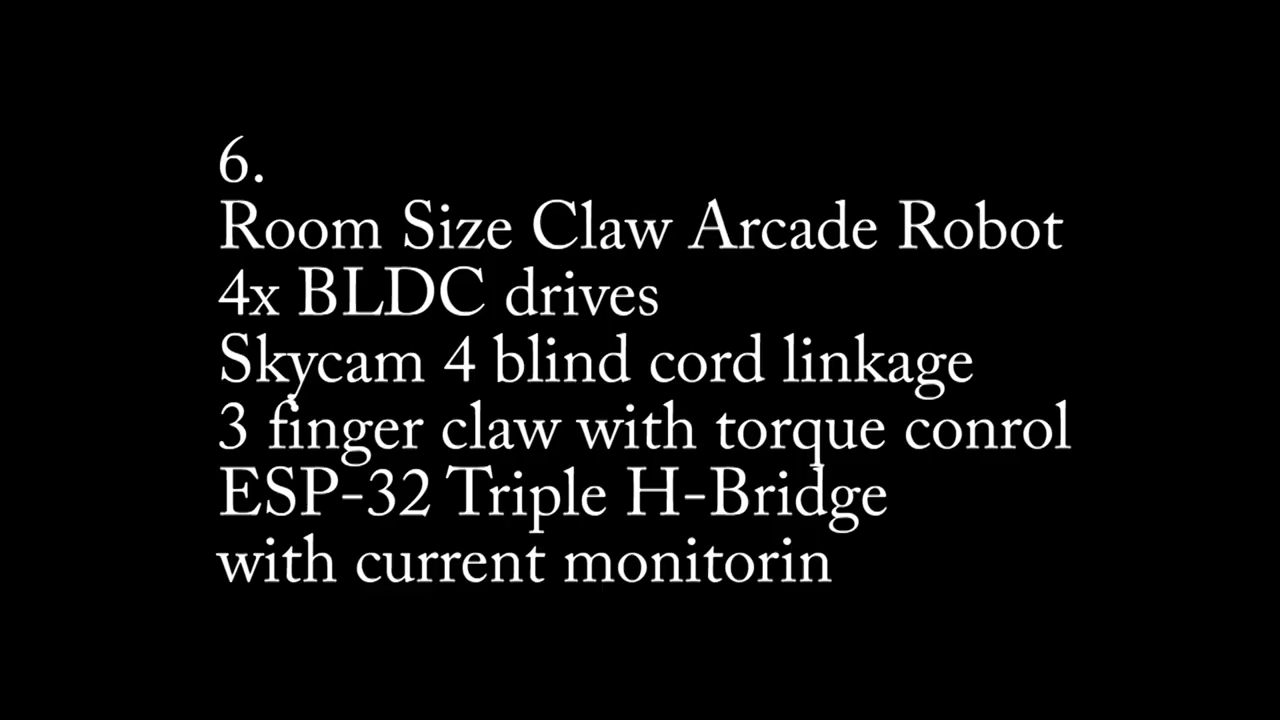 6.
Room Size Claw Arcade Robot
4x BLDC drives
Skycam 4 blind cord linkage
3 finger claw with torque conrol
ESP-32 Triple H-Bridge
with current monitorin